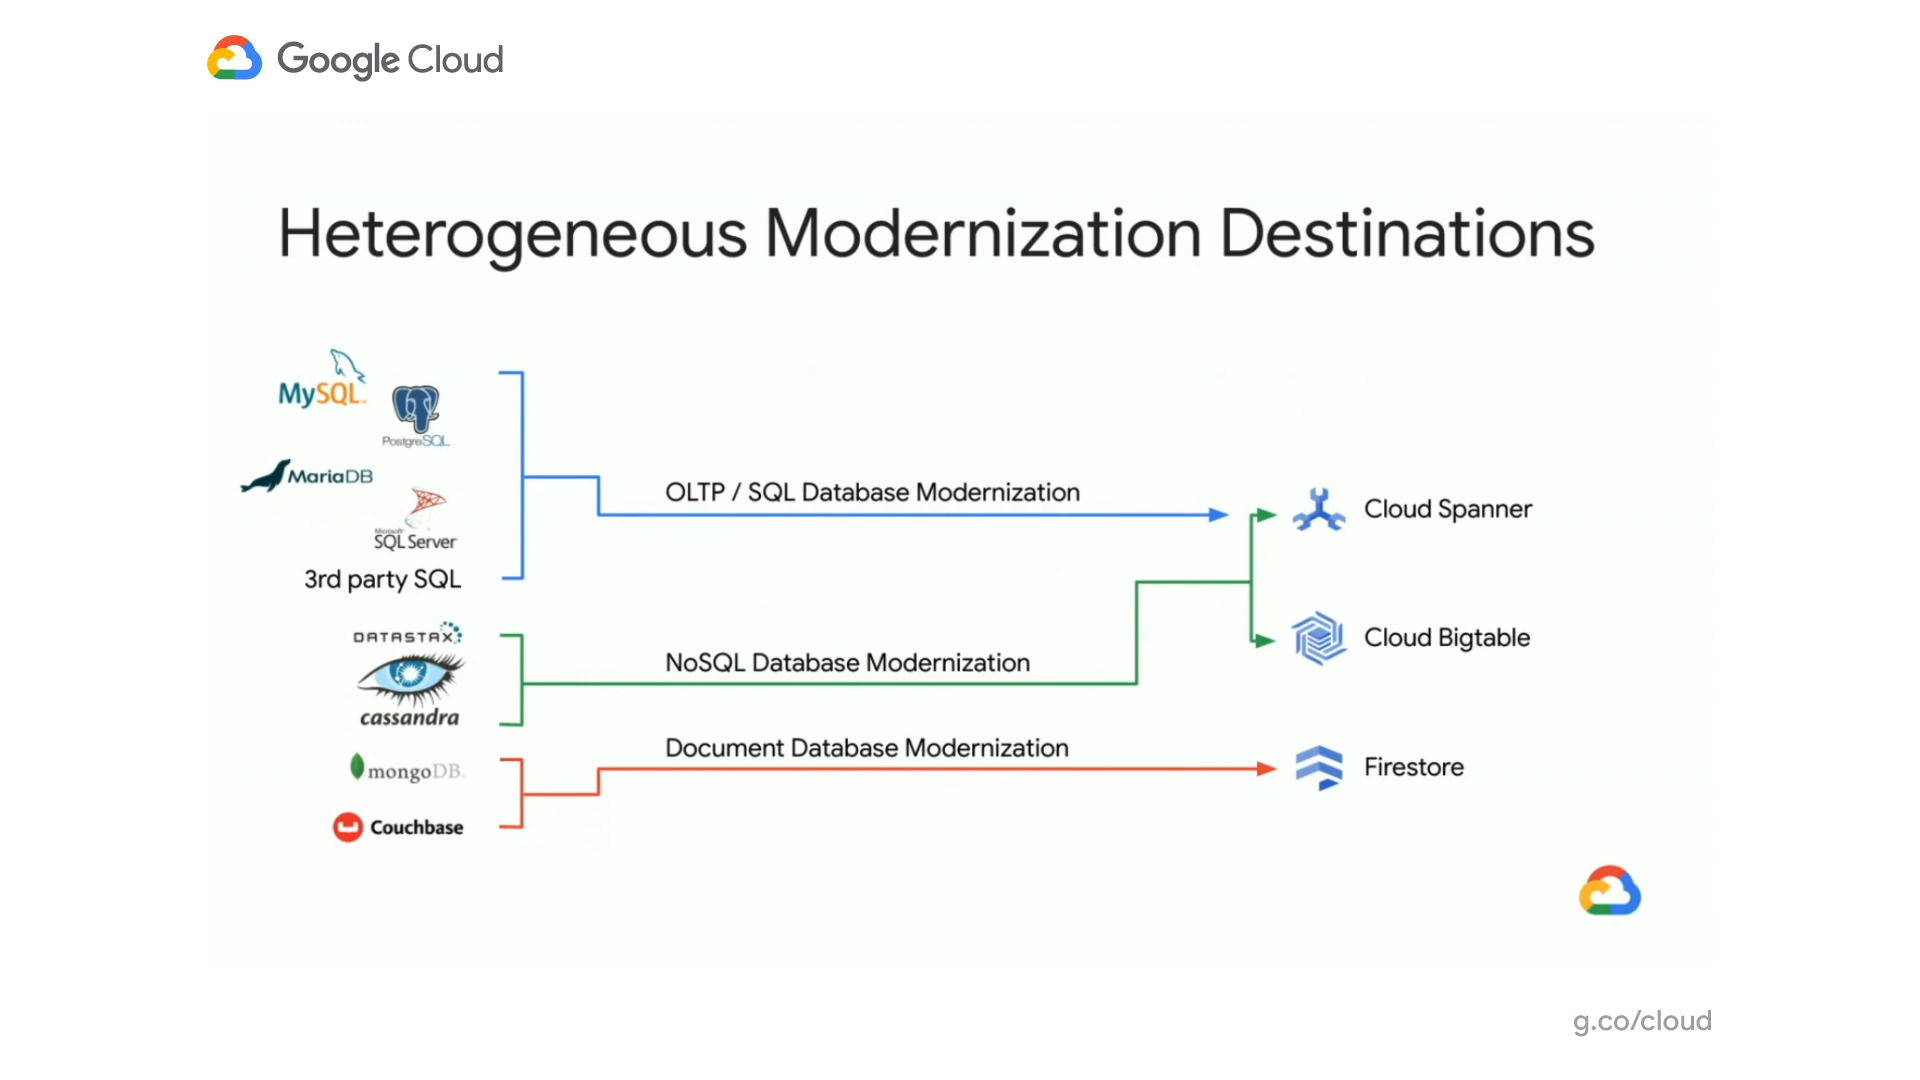 Google Cloud
Heterogeneous Modernization Destinations
MySQL
PostgreSQL
MariaDB
Microsoft
SQL Server
3rd party SQL
OLTP / SQL Database Modernization
Cloud Spanner
DATASTAX
cassandra
NoSQL Database Modernization
Cloud Bigtable
mongoDB
Couchbase
Document Database Modernization
Firestore
g.co/cloud